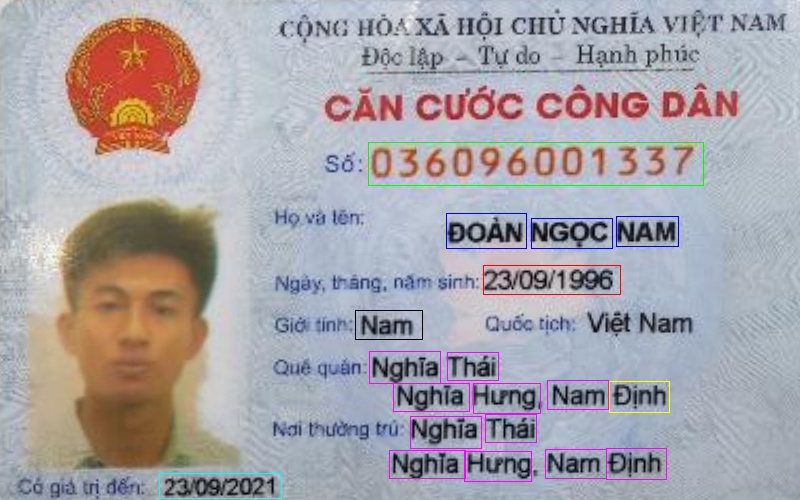 CỘNG HÒA XÃ HỘI CHỦ NGHĨA VIỆT NAM
Độc lập – Tự do – Hạnh phúc
CĂN CƯỚC CÔNG DÂN
Số: 036096001337
Họ và tên:
ĐOÀN NGỌC NAM
Ngày, tháng, năm sinh: 23/09/1996
Giới tính: Nam Quốc tịch: Việt Nam
Quê quán: Nghĩa Thái
Nghĩa Hưng, Nam Định
Nơi thường trú: Nghĩa Thái
Nghĩa Hưng, Nam Định
Có giá trị đến: 23/09/2021